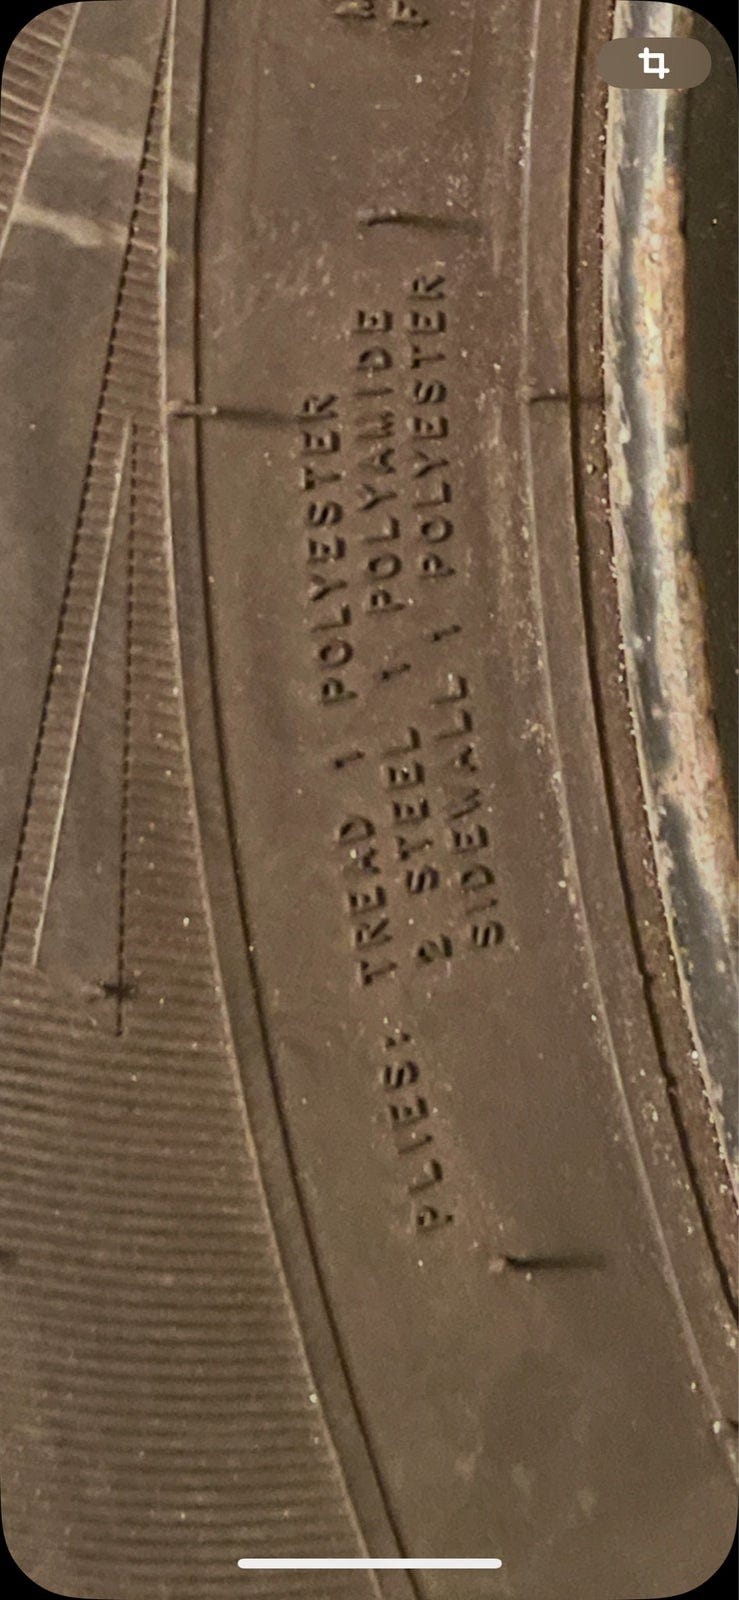 PLIES: TREAD 1 POLYESTER
2 STEEL 1 POLYAMIDE
SIDEWALL 1 POLYESTER